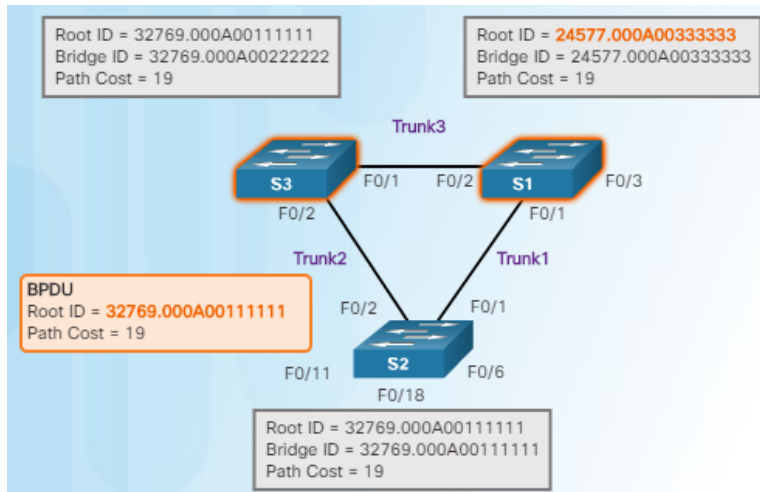 Root ID = 32769.000A00111111
Bridge ID = 32769.000A00222222
Path Cost = 19
Root ID = 24577.000A00333333
Bridge ID = 24577.000A00333333
Path Cost = 19
Trunk3
S3
F0/1
F0/2
S1
F0/3
F0/2
F0/1
Trunk2
Trunk1
BPDU
Root ID = 32769.000A00111111
Path Cost = 19
F0/2
F0/1
S2
F0/11
F0/6
F0/18
Root ID = 32769.000A00111111
Bridge ID = 32769.000A00111111
Path Cost = 19